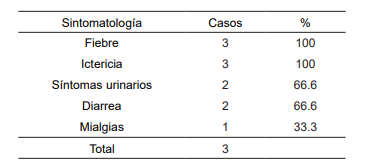 Sintomatología Casos %
Fiebre 3 100
Ictericia 3 100
Síntomas urinarios 2 66.6
Diarrea 2 66.6
Mialgias 1 33.3
Total 3